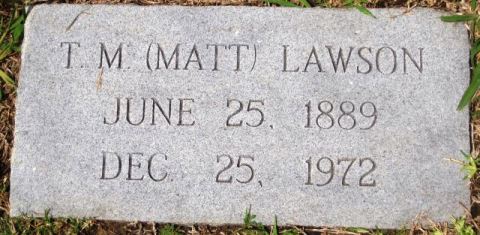 T. M. (MATT) LAWSON
JUNE 25, 1889
DEC. 25, 1972